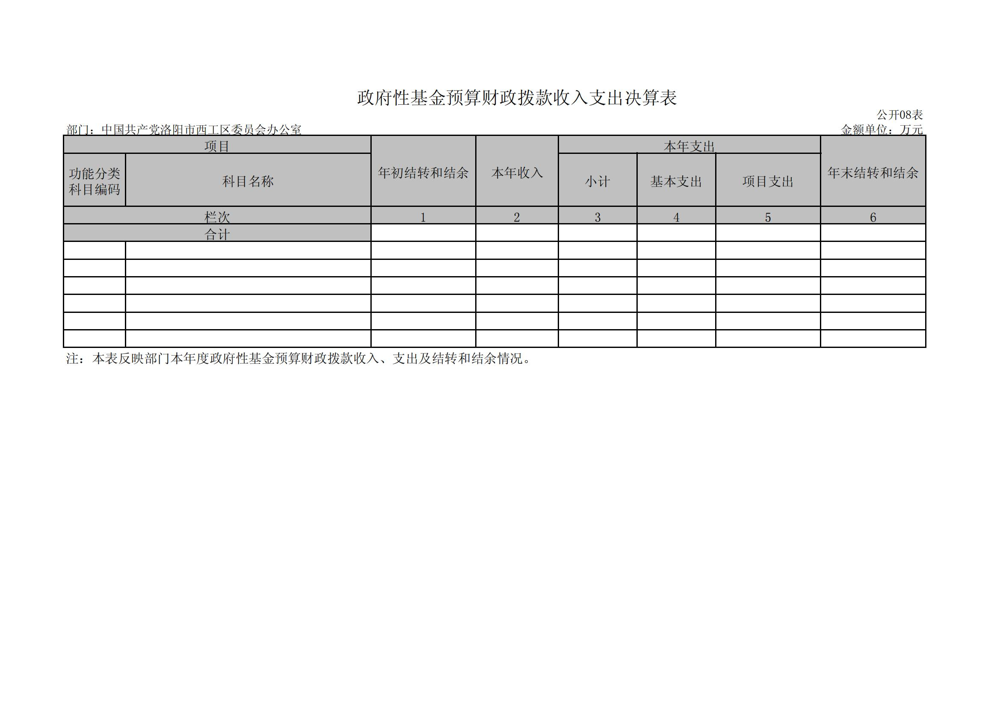 政府性基金预算财政拨款收入支出决算表
公开08表
部门：中国共产党洛阳市西工区委员会办公室
金额单位：万元
项目
年初结转和结余
本年收入
本年支出
年末结转和结余
功能分类
科目编码
科目名称
小计
基本支出
项目支出
栏次
1
2
3
4
5
6
合计
注：本表反映部门本年度政府性基金预算财政拨款收入、支出及结转和结余情况。